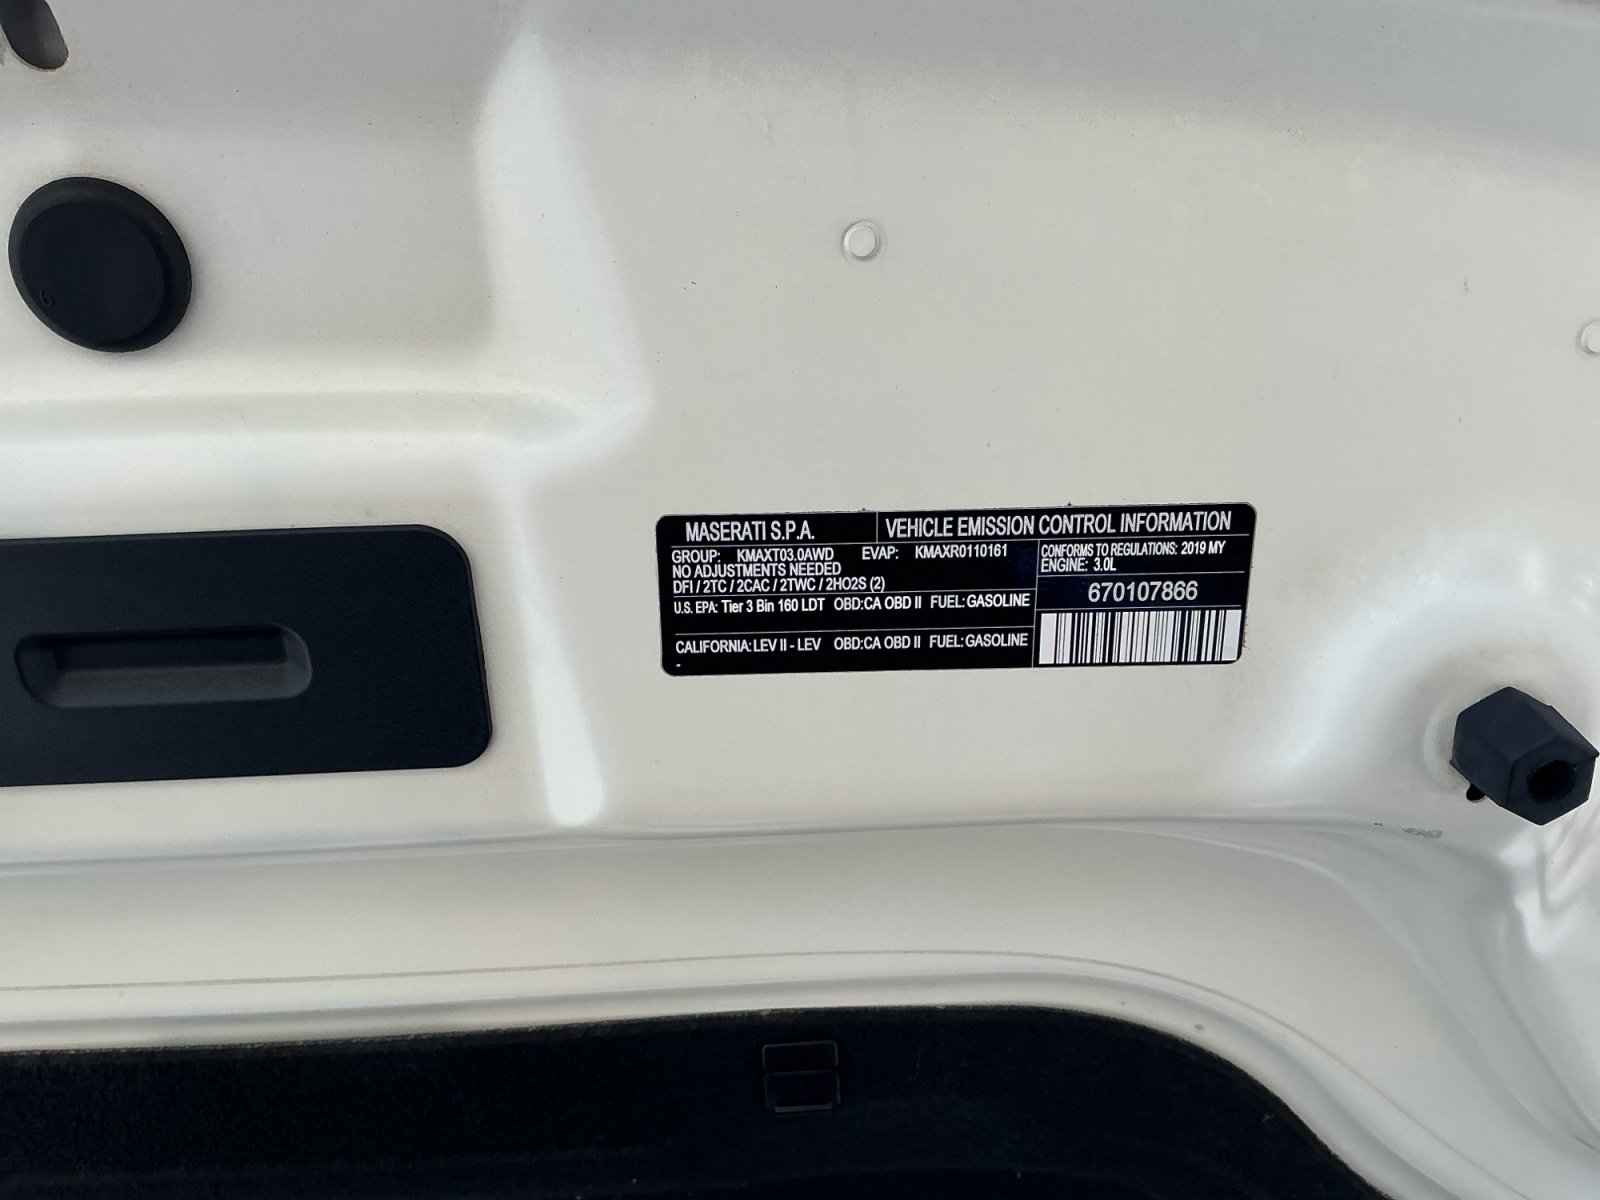 MASERATI S.P.A. VEHICLE EMISSION CONTROL INFORMATION
GROUP: KMAXT03.0AWD EVAP: KMAXR0110161
NO ADJUSTMENTS NEEDED
DFI / 2TC / 2CAC / 2TWC / 2HO2S (2)
U.S. EPA: Tier 3 Bin 160 LDT OBD:CA OBD II FUEL:GASOLINE
CALIFORNIA: LEV II - LEV OBD:CA OBD II FUEL:GASOLINE
-
CONFORMS TO REGULATIONS: 2019 MY
ENGINE: 3.0L
670107866